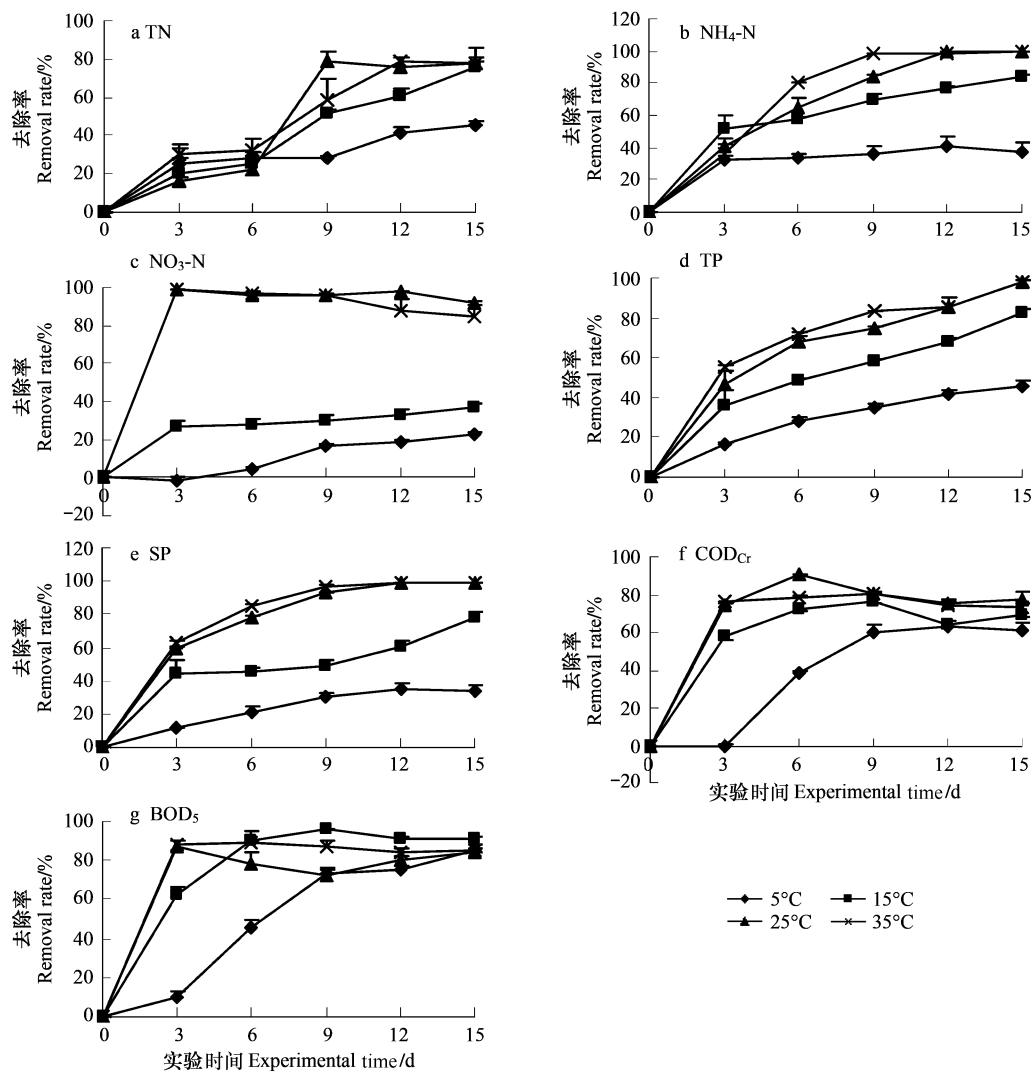 a TN
去除率
Removal rate/%
100
80
60
40
20
0
0 3 6 9 12 15
b NH₄-N
去除率
Removal rate/%
120
100
80
60
40
20
0
0 3 6 9 12 15
c NO₃-N
去除率
Removal rate/%
100
80
60
40
20
0
−20
0 3 6 9 12 15
d TP
去除率
Removal rate/%
100
80
60
40
20
0
0 3 6 9 12 15
e SP
去除率
Removal rate/%
120
100
80
60
40
20
0
0 3 6 9 12 15
实验时间 Experimental time/d
f COD_Cr
去除率
Removal rate/%
100
80
60
40
20
0
−20
0 3 6 9 12 15
实验时间 Experimental time/d
g BOD₅
去除率
Removal rate/%
100
80
60
40
20
0
0 3 6 9 12 15
实验时间 Experimental time/d
5°C 15°C
25°C 35°C